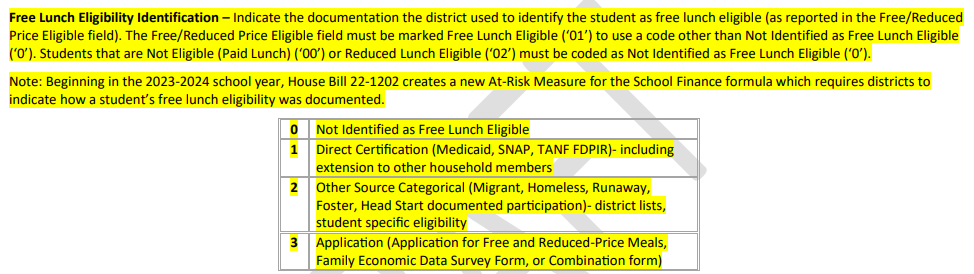 Free Lunch Eligibility Identification – Indicate the documentation the district used to identify the student as free lunch eligible (as reported in the Free/Reduced
Price Eligible field). The Free/Reduced Price Eligible field must be marked Free Lunch Eligible ('01') to use a code other than Not Identified as Free Lunch Eligible
('0'). Students that are Not Eligible (Paid Lunch) ('00') or Reduced Lunch Eligible ('02') must be coded as Not Identified as Free Lunch Eligible ('0').
Note: Beginning in the 2023-2024 school year, House Bill 22-1202 creates a new At-Risk Measure for the School Finance formula which requires districts to
indicate how a student's free lunch eligibility was documented.
0 Not Identified as Free Lunch Eligible
1 Direct Certification (Medicaid, SNAP, TANF FDPIR)- including
extension to other household members
2 Other Source Categorical (Migrant, Homeless, Runaway,
Foster, Head Start documented participation)- district lists,
student specific eligibility
3 Application (Application for Free and Reduced-Price Meals,
Family Economic Data Survey Form, or Combination form)